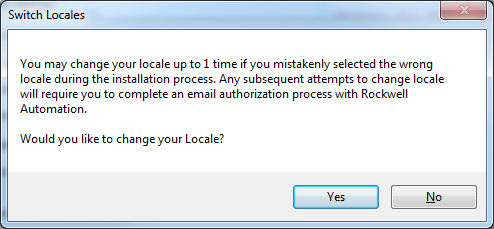 Switch Locales
You may change your locale up to 1 time if you mistakenly selected the wrong
locale during the installation process. Any subsequent attempts to change locale
will require you to complete an email authorization process with Rockwell
Automation.
Would you like to change your Locale?
Yes
No